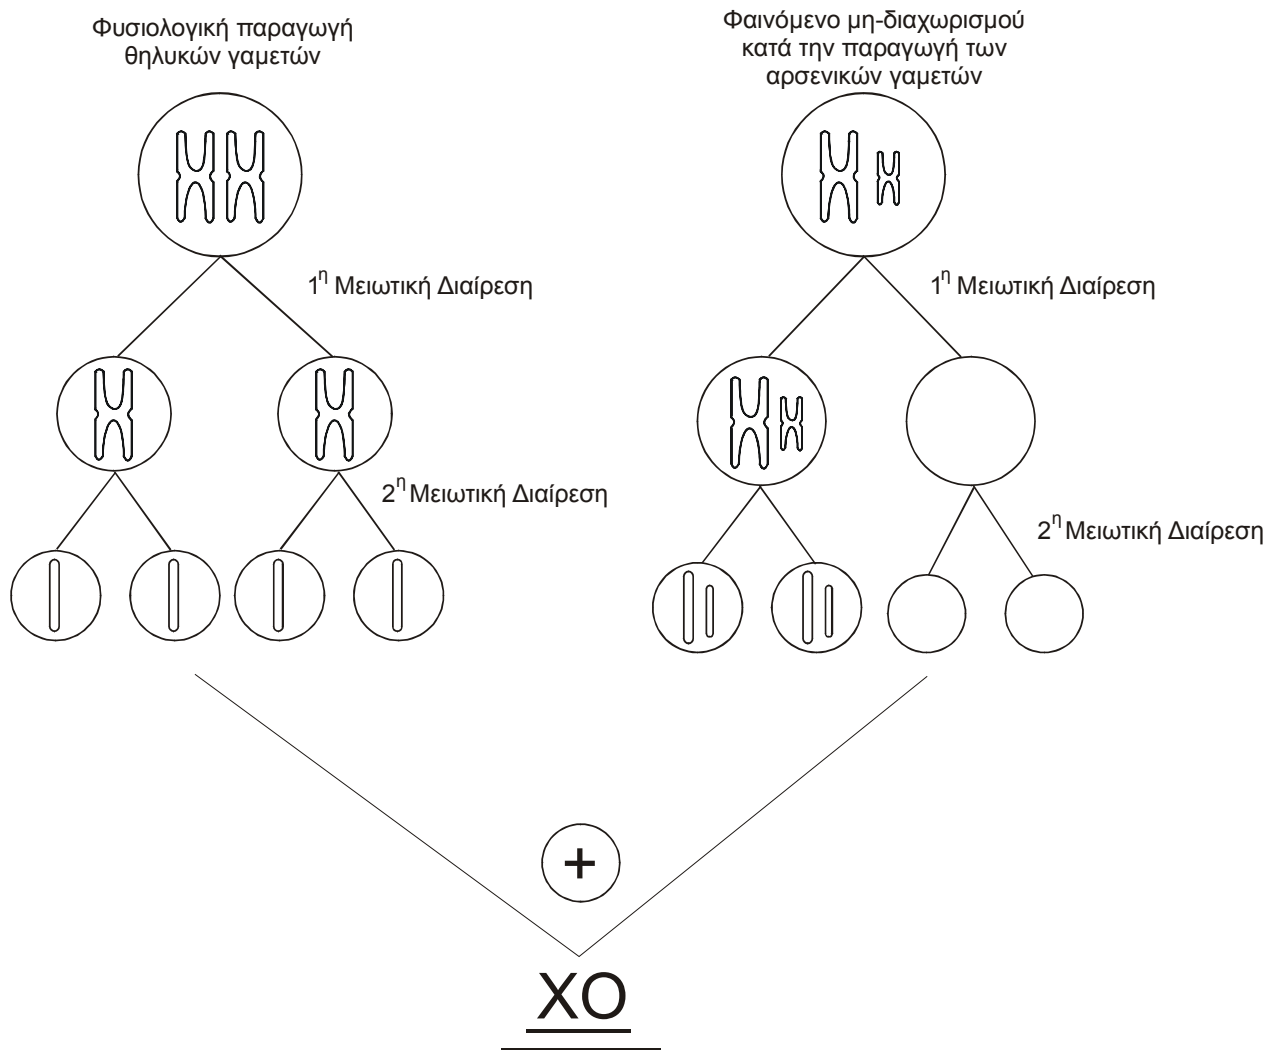 Φυσιολογική παραγωγή
θηλυκών γαμετών
Φαινόμενο μη-διαχωρισμού
κατά την παραγωγή των
αρσενικών γαμετών
1η Μειωτική Διαίρεση
1η Μειωτική Διαίρεση
2η Μειωτική Διαίρεση
2η Μειωτική Διαίρεση
+
XO